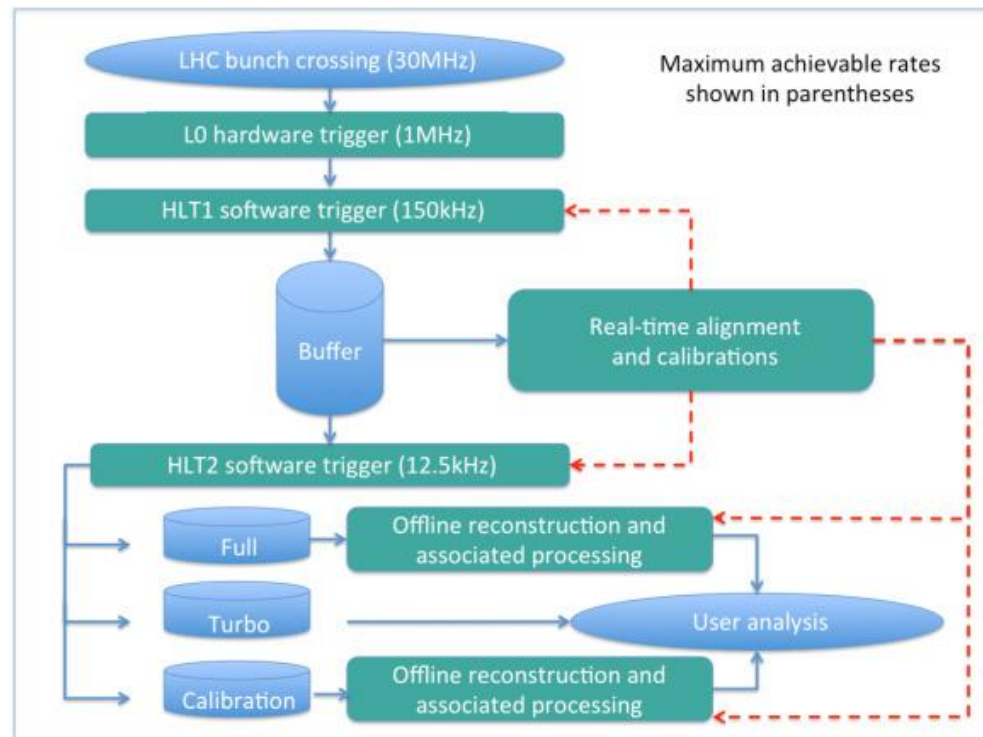 LHC bunch crossing (30MHz)
Maximum achievable rates
shown in parentheses
L0 hardware trigger (1MHz)
HLT1 software trigger (150kHz)
Buffer
Real-time alignment
and calibrations
HLT2 software trigger (12.5kHz)
Full
Offline reconstruction and
associated processing
Turbo
User analysis
Calibration
Offline reconstruction and
associated processing